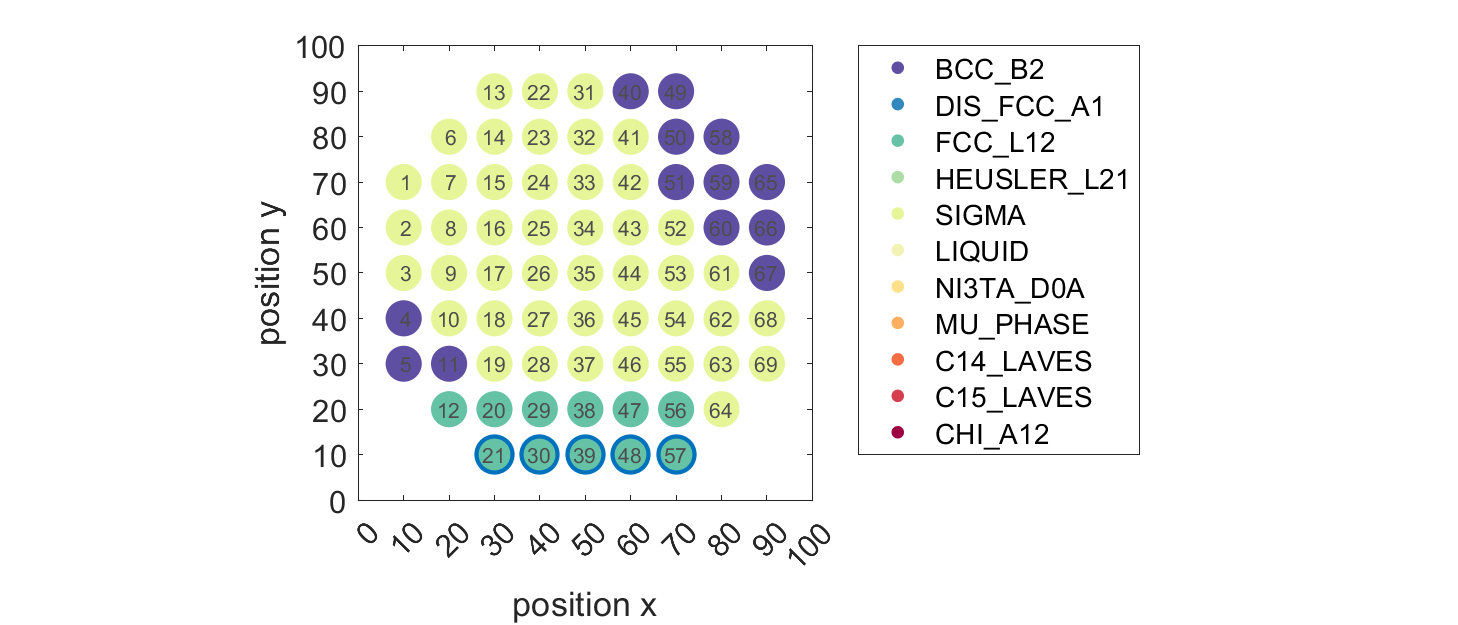 100
90 13 22 31 40 49
80 6 14 23 32 41 50 58
70 1 7 15 24 33 42 51 59 65
60 2 8 16 25 34 43 52 60 66
50 3 9 17 26 35 44 53 61 67
40 4 10 18 27 36 45 54 62 68
30 5 11 19 28 37 46 55 63 69
20 12 20 29 38 47 56 64
10 21 30 39 48 57
0
0 10 20 30 40 50 60 70 80 90 100
position x
position y
BCC_B2
DIS_FCC_A1
FCC_L12
HEUSLER_L21
SIGMA
LIQUID
NI3TA_D0A
MU_PHASE
C14_LAVES
C15_LAVES
CHI_A12